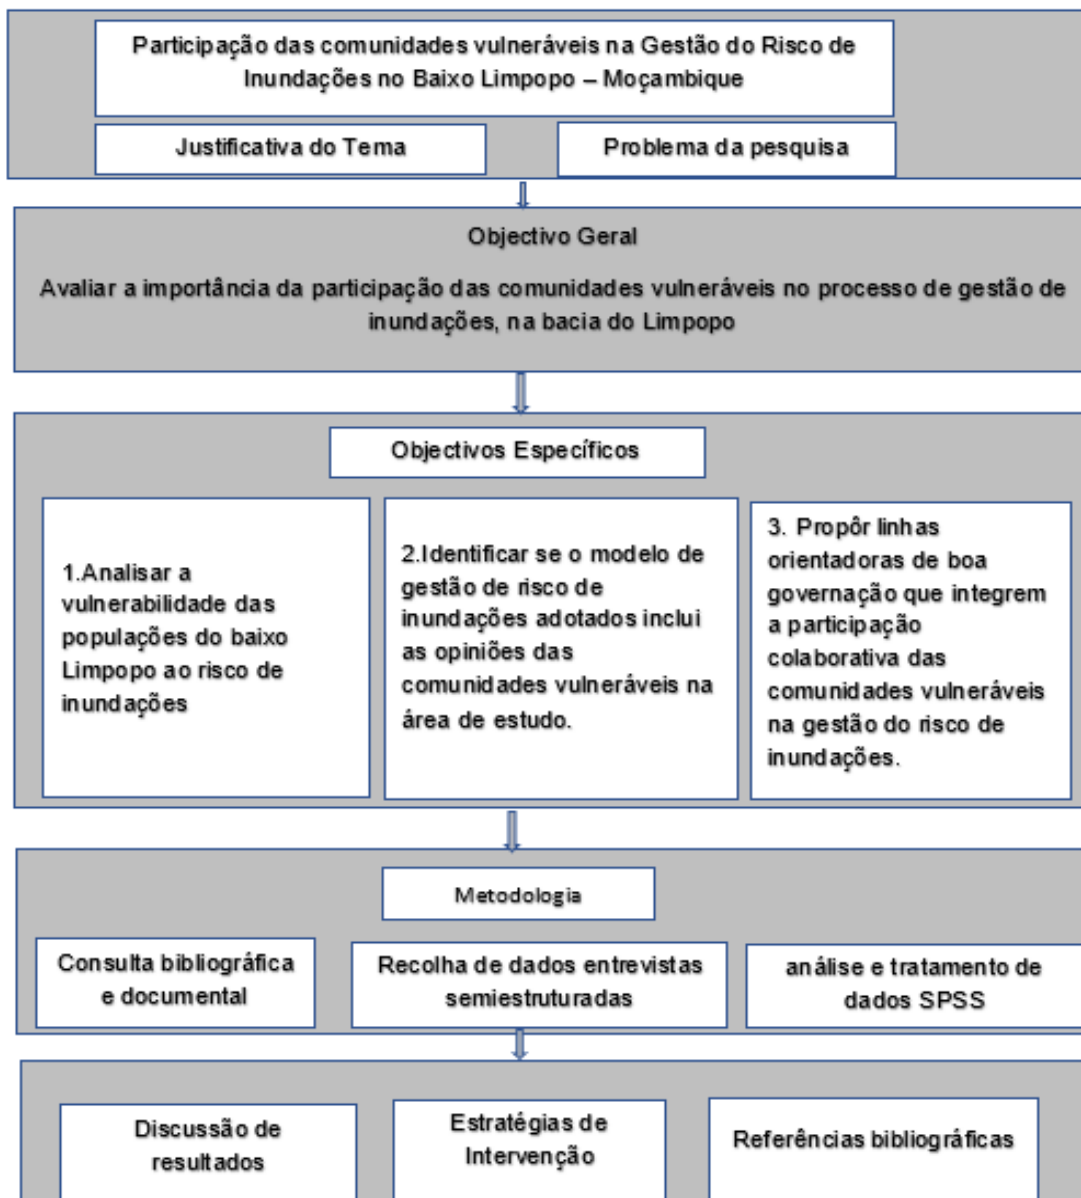 Participação das comunidades vulneráveis na Gestão do Risco de
Inundações no Baixo Limpopo – Moçambique
Justificativa do Tema
Problema da pesquisa
Objectivo Geral
Avaliar a importância da participação das comunidades vulneráveis no processo de gestão de
inundações, na bacia do Limpopo
Objectivos Específicos
1.Analisar a
vulnerabilidade das
populações do baixo
Limpopo ao risco de
inundações
2.Identificar se o modelo de
gestão de risco de
inundações adotados inclui
as opiniões das
comunidades vulneráveis na
área de estudo.
3. Propôr linhas
orientadoras de boa
governação que integrem
a participação
colaborativa das
comunidades vulneráveis
na gestão do risco de
inundações.
Metodologia
Consulta bibliográfica
e documental
Recolha de dados entrevistas
semiestruturadas
análise e tratamento de
dados SPSS
Discussão de
resultados
Estratégias de
Intervenção
Referências bibliográficas